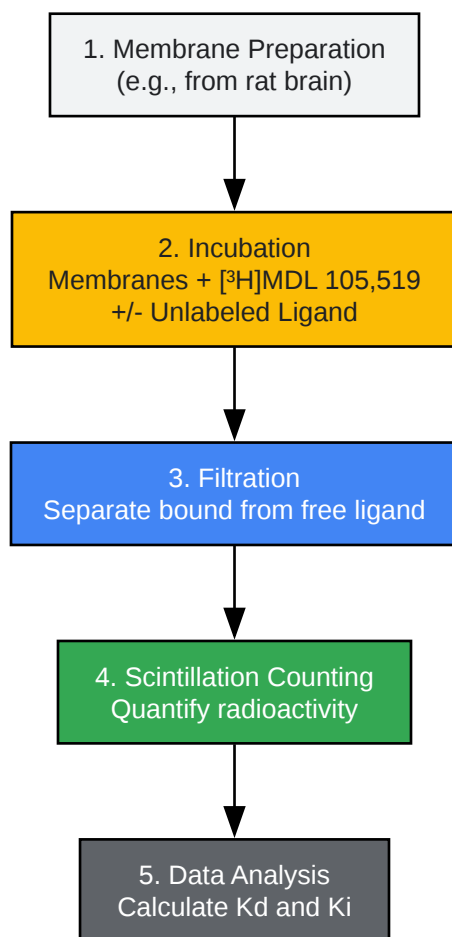 1. Membrane Preparation
(e.g., from rat brain)
2. Incubation
Membranes + [³H]MDL 105,519
+/- Unlabeled Ligand
3. Filtration
Separate bound from free ligand
4. Scintillation Counting
Quantify radioactivity
5. Data Analysis
Calculate Kd and Ki